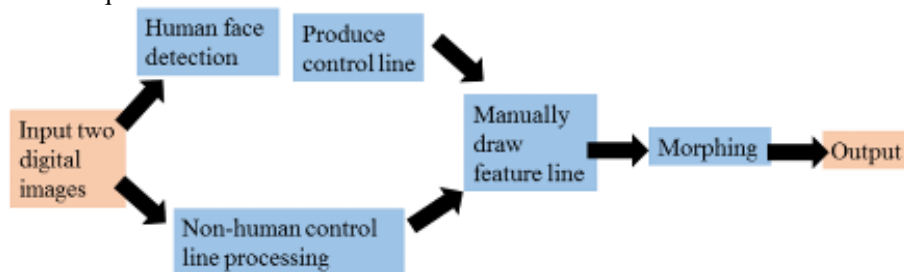 Human face
detection
Produce
control line
Input two
digital
images
Manually
draw
feature line
Morphing
Output
Non-human control
line processing